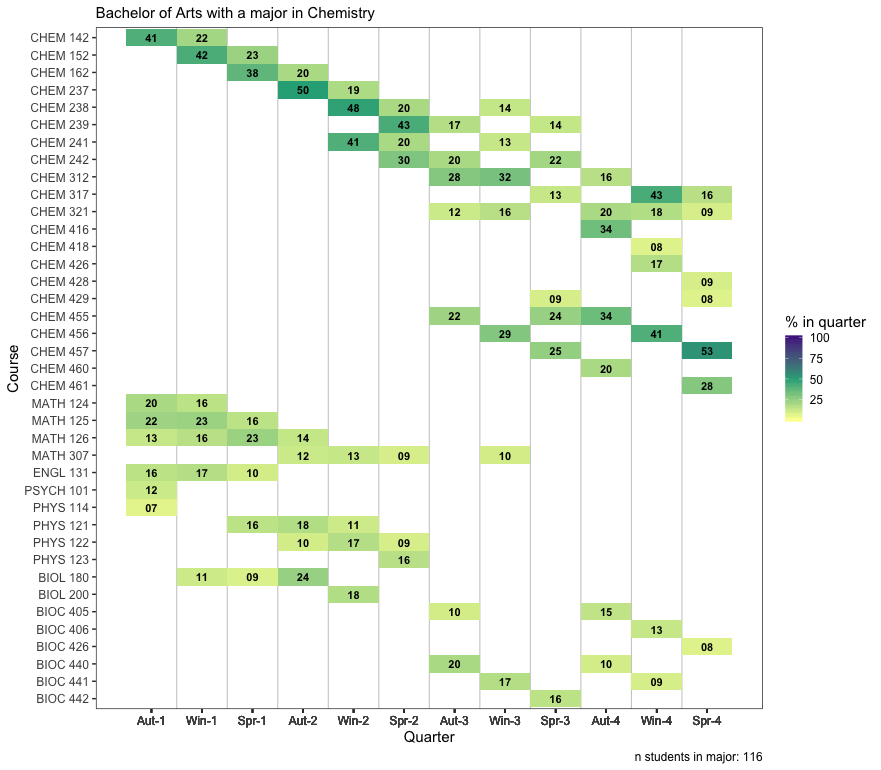 Bachelor of Arts with a major in Chemistry
CHEM 142 41 22
CHEM 152 42 23
CHEM 162 38 20
CHEM 237 50 19
CHEM 238 48 20 14
CHEM 239 43 17 14
CHEM 241 41 20 13
CHEM 242 30 20 22
CHEM 312 28 32 16
CHEM 317 13 43 16
CHEM 321 12 16 20 18 09
CHEM 416 34
CHEM 418 08
CHEM 426 17
CHEM 428 09
CHEM 429 09 08
CHEM 455 22 24 34
CHEM 456 29 41
CHEM 457 25 53
CHEM 460 20
CHEM 461 28
MATH 124 20 16
MATH 125 22 23 16
MATH 126 13 16 23 14
MATH 307 12 13 09 10
ENGL 131 16 17 10
PSYCH 101 12
PHYS 114 07
PHYS 121 16 18 11
PHYS 122 10 17 09
PHYS 123 16
BIOL 180 11 09 24
BIOL 200 18
BIOC 405 10 15
BIOC 406 13
BIOC 426 08
BIOC 440 20 10
BIOC 441 17 09
BIOC 442 16
Aut-1 Win-1 Spr-1 Aut-2 Win-2 Spr-2 Aut-3 Win-3 Spr-3 Aut-4 Win-4 Spr-4
Quarter
Course
% in quarter
100
75
50
25
n students in major: 116